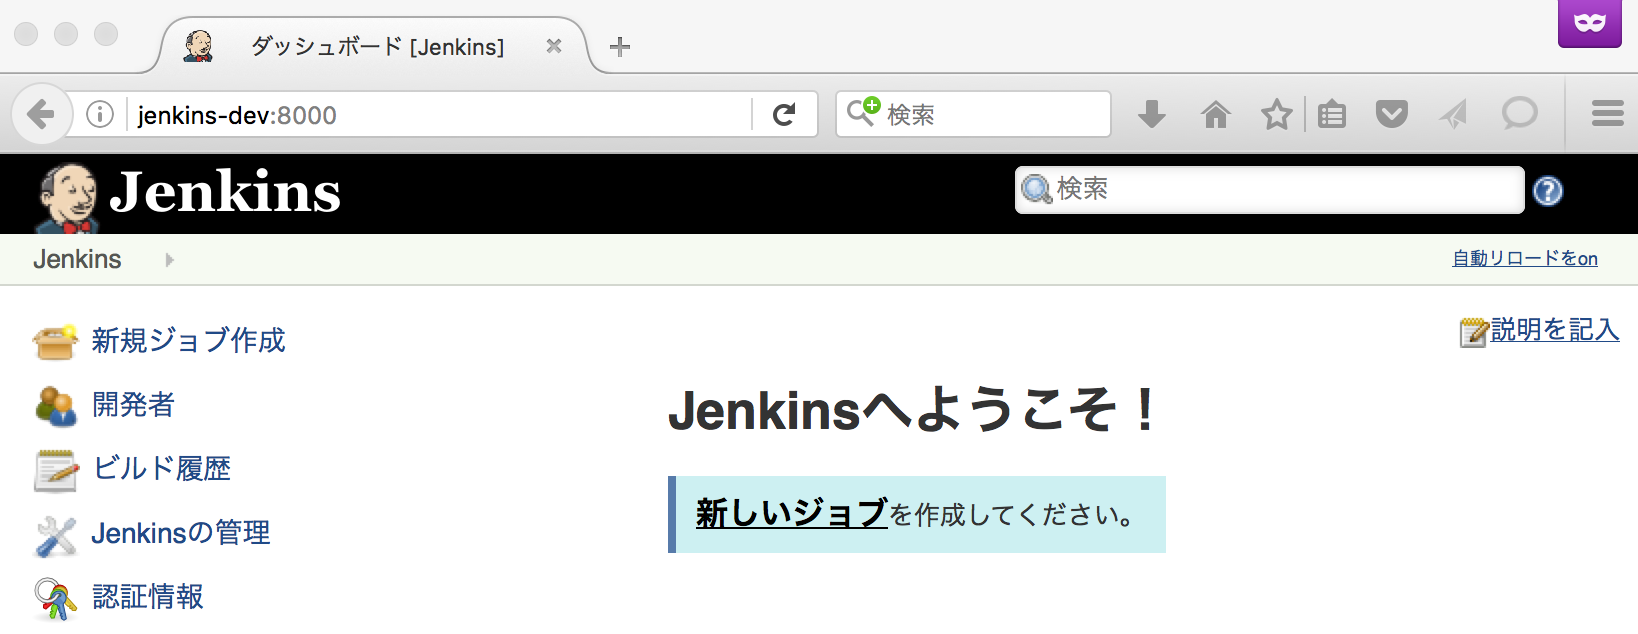 ダッシュボード [Jenkins]
jenkins-dev:8000
検索
Jenkins
検索
Jenkins
自動リロードをon
新規ジョブ作成
説明を記入
開発者
Jenkinsへようこそ！
ビルド履歴
新しいジョブを作成してください。
Jenkinsの管理
認証情報